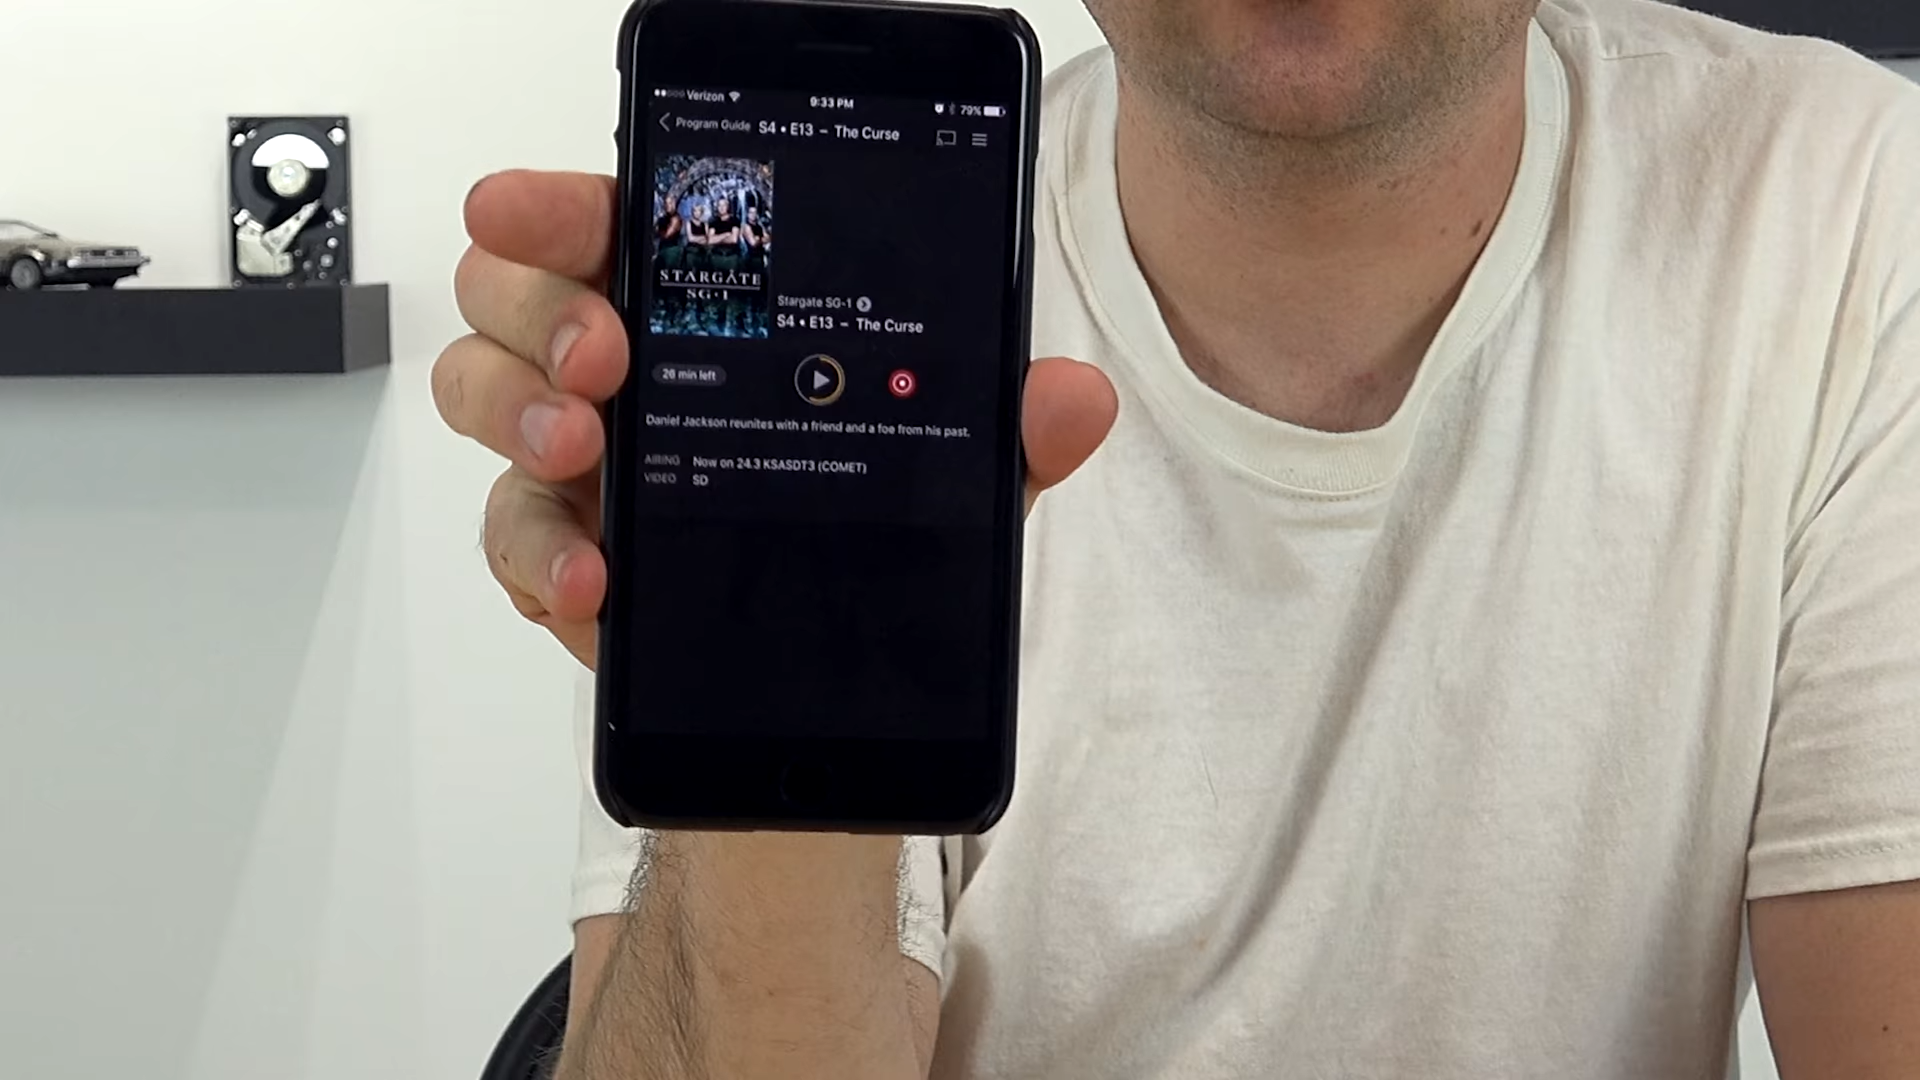 Verizon 9:33 PM 79%
Program Guide S4 • E13 – The Curse
STARGATE
SG·1
Stargate SG-1
S4 • E13 – The Curse
26 min left
Daniel Jackson reunites with a friend and a foe from his past.
AIRING Now on 24.3 KSASDT3 (COMET)
VIDEO SD